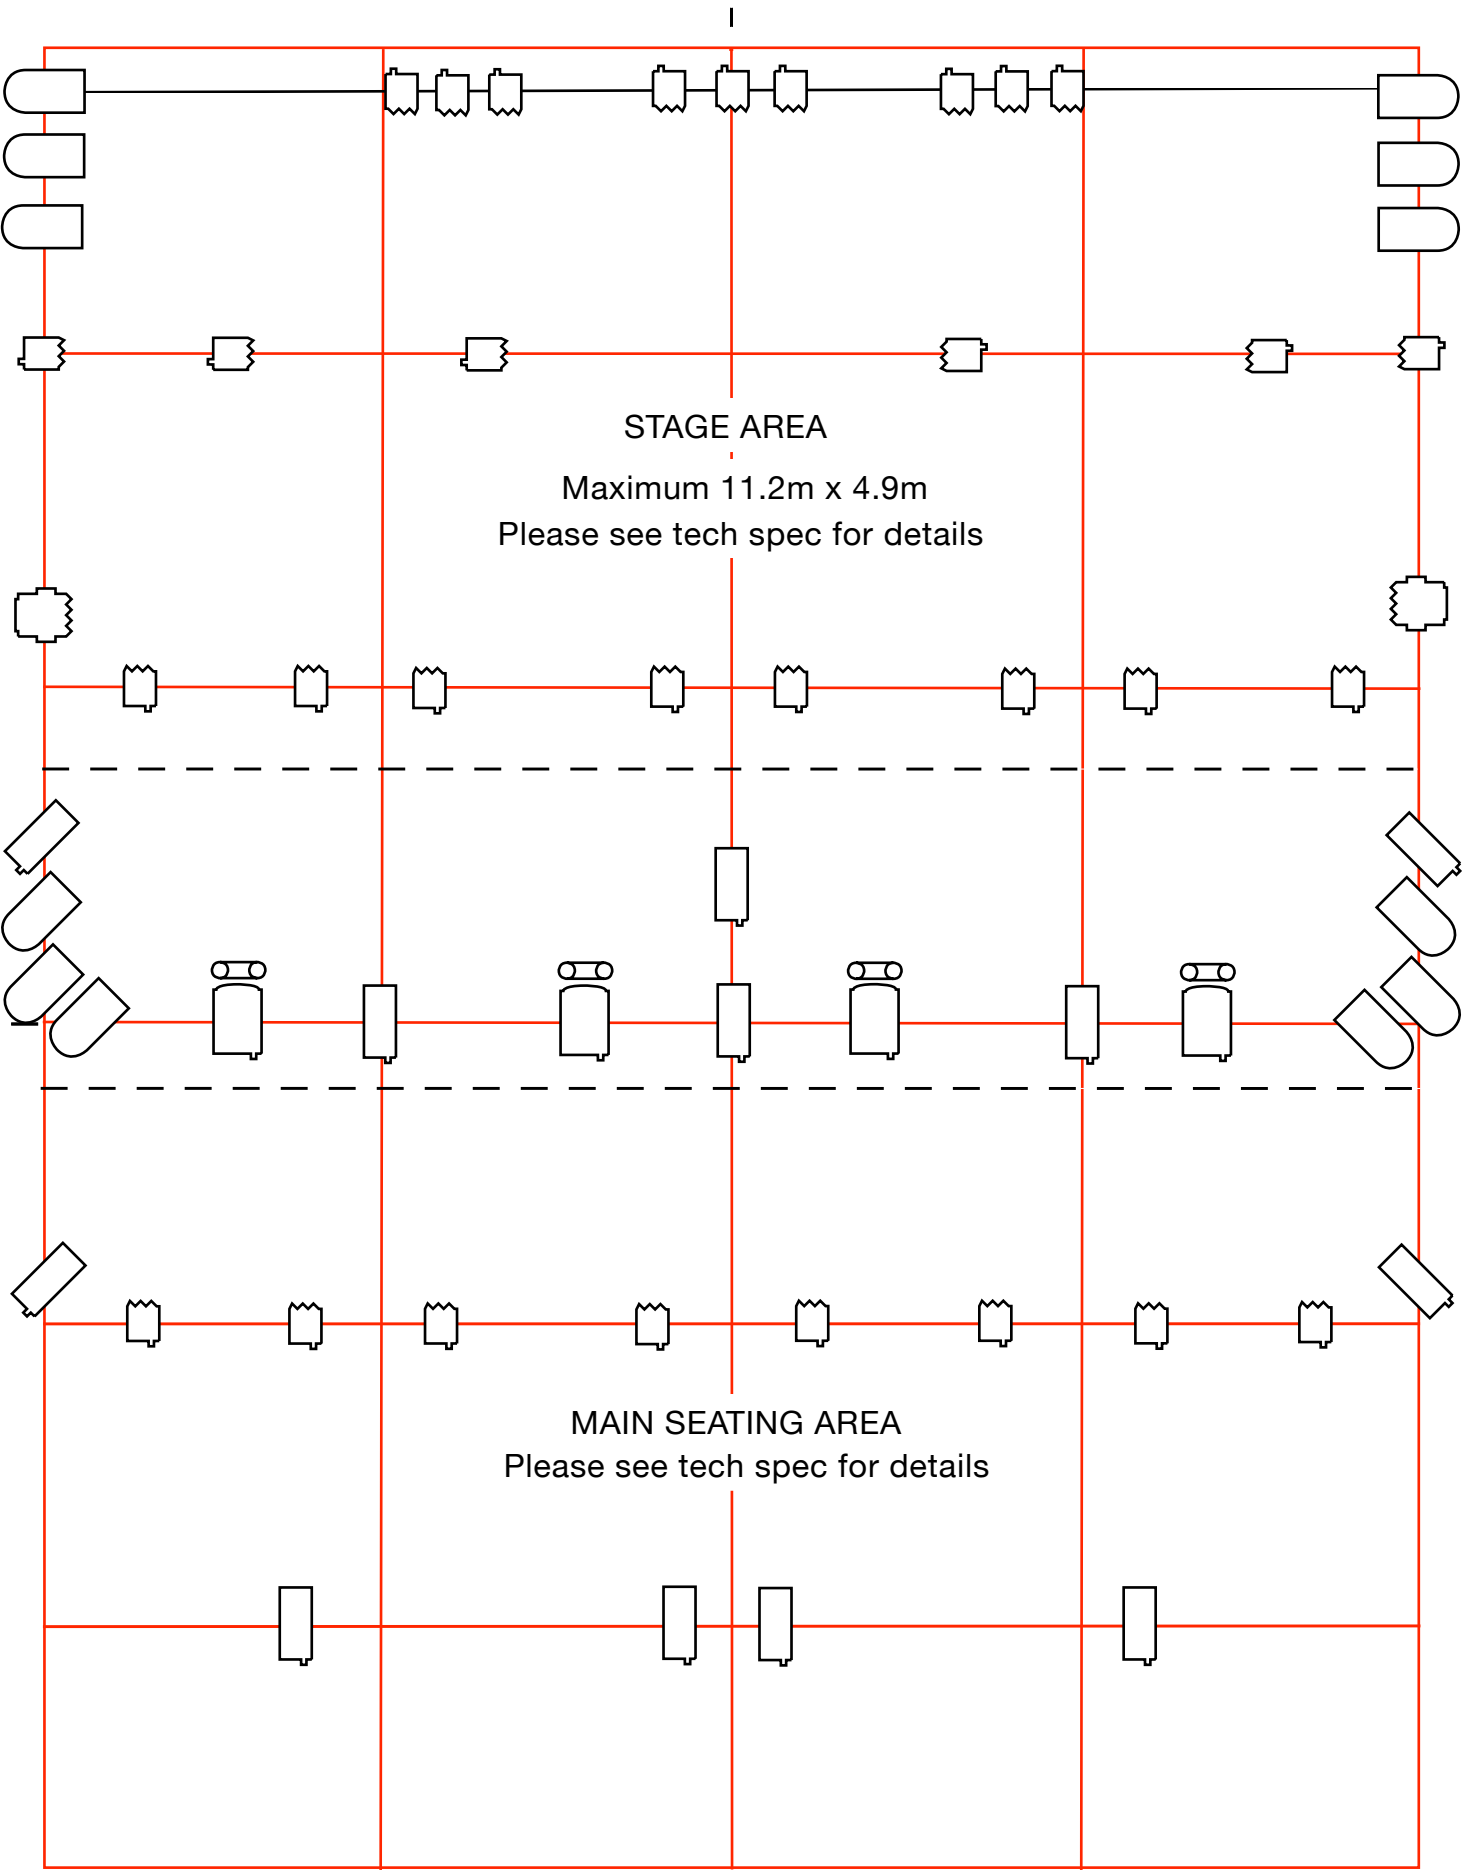 STAGE AREA
Maximum 11.2m x 4.9m
Please see tech spec for details
MAIN SEATING AREA
Please see tech spec for details